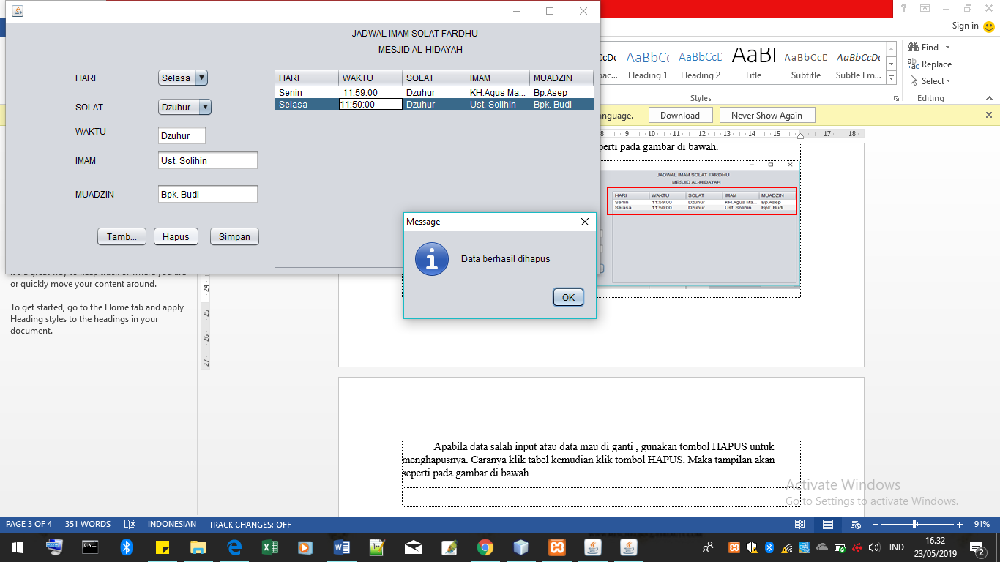 JADWAL IMAM SOLAT FARDHU
MESJID AL-HIDAYAH
HARI
Selasa
SOLAT
Dzuhur
WAKTU
Dzuhur
IMAM
Ust. Solihin
MUADZIN
Bpk. Budi
Tamb...
Hapus
Simpan
HARI WAKTU SOLAT IMAM MUADZIN
Senin 11:59:00 Dzuhur KH.Agus Ma... Bp.Asep
Selasa 11:50:00 Dzuhur Ust. Solihin Bpk. Budi
Message
Data berhasil dihapus
OK
Sign in
AaBbC AaBbCcD AaB AaBbCcD AaBbCcDc
Heading 1 Heading 2 Title Subtitle Subtle Em...
Styles
Find
Replace
Select
Editing
Download
Never Show Again
8 9 10 11 12 13 14 15 17 18
seperti pada gambar di bawah.
JADWAL IMAM SOLAT FARDHU
MESJID AL-HIDAYAH
HARI WAKTU SOLAT IMAM MUADZIN
Senin 11:59:00 Dzuhur KH.Agus Ma... Bp.Asep
Selasa 11:50:00 Dzuhur Ust. Solihin Bpk. Budi
It's a great way to keep track of where you are
or quickly move your content around.
To get started, go to the Home tab and apply
Heading styles to the headings in your
document.
24
25
26
27
Apabila data salah input atau data mau di ganti , gunakan tombol HAPUS untuk
menghapusnya. Caranya klik tabel kemudian klik tombol HAPUS. Maka tampilan akan
seperti pada gambar di bawah.
Activate Windows
Go to Settings to activate Windows.
PAGE 3 OF 4 351 WORDS INDONESIAN TRACK CHANGES: OFF
91%
IND
16.32
23/05/2019
2